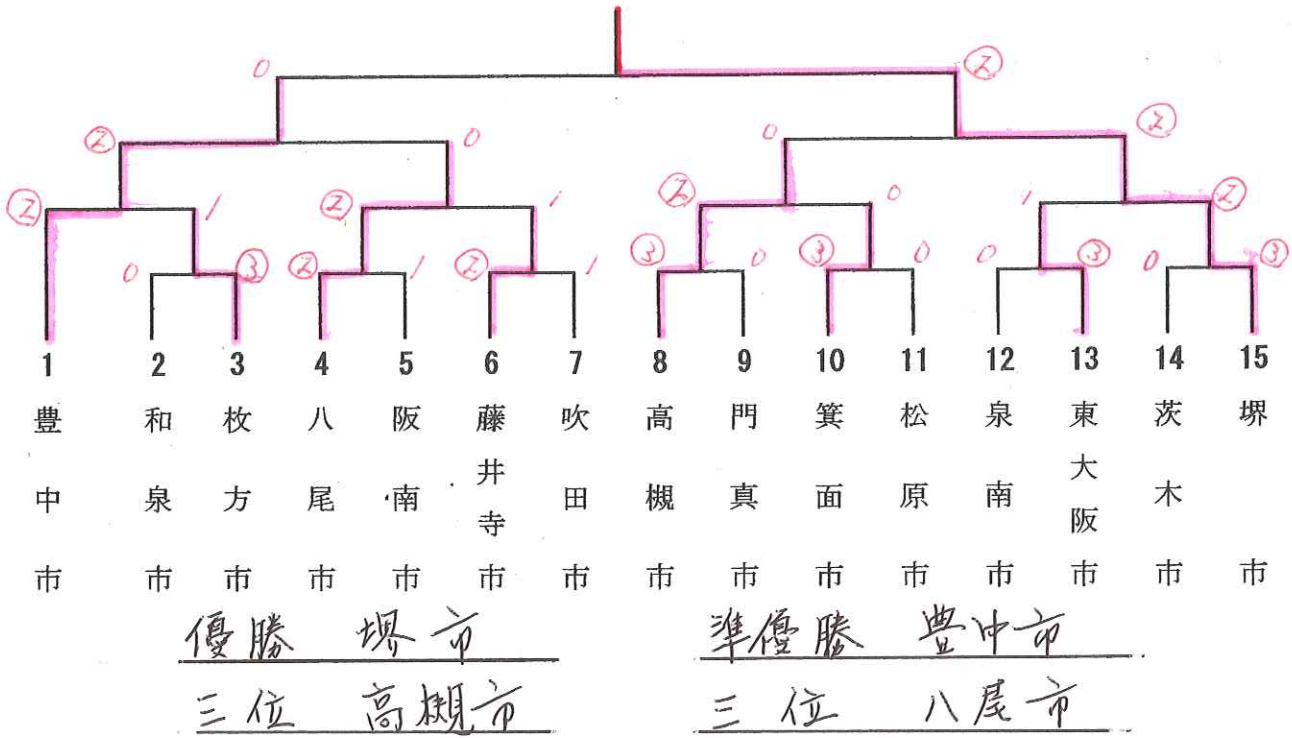 0 ②
② 0 0 ②
② 1 ② 1 ② 0 1 ②
0 ③ ② 1 ② 1 ③ 0 ③ 0 0 ③ 0 ③
1 2 3 4 5 6 7 8 9 10 11 12 13 14 15
豊中市 和泉市 枚方市 八尾市 阪南市 藤井寺市 吹田市 高槻市 門真市 箕面市 松原市 泉南市 東大阪市 茨木市 堺市
優勝 堺市 準優勝 豊中市
三位 高槻市 三位 八尾市